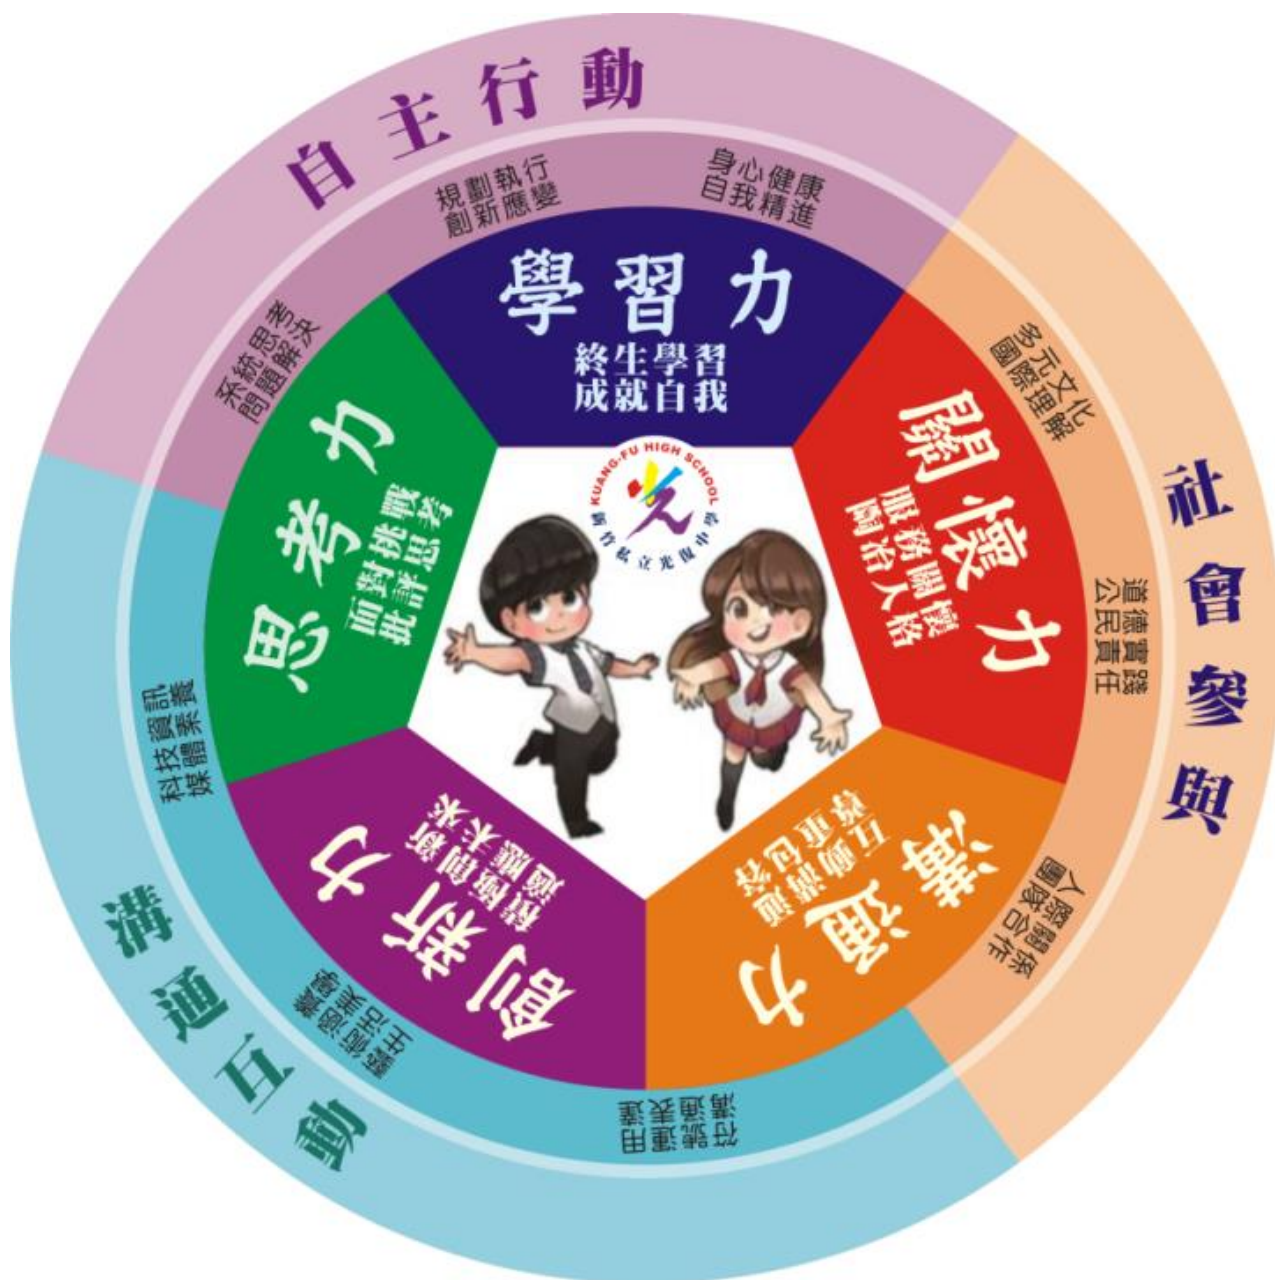 自主行動
身心健康
自我精進
規劃執行
創新應變
系統思考
問題解決
社會參與
多元文化
國際理解
道德實踐
公民責任
人際關係
團隊合作
溝通互動
符號運用
溝通表達
藝術涵養
生活美學
科技資訊
媒體素養
學習力
終生學習
成就自我
關懷力
服務關懷
陶冶人格
溝通力
互動溝通
尊重包容
創新力
積極創新
適應未來
思考力
面對挑戰
批評思考
KUANG-FU HIGH SCHOOL
新竹私立光復中學